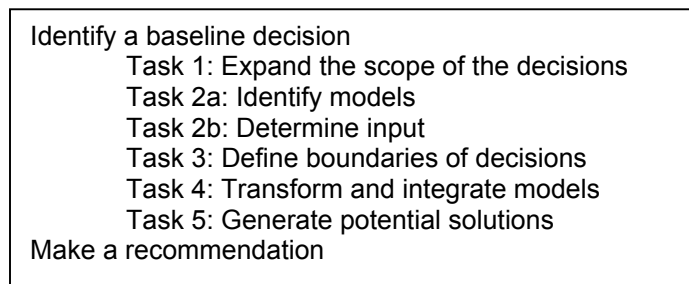 Identify a baseline decision
Task 1: Expand the scope of the decisions
Task 2a: Identify models
Task 2b: Determine input
Task 3: Define boundaries of decisions
Task 4: Transform and integrate models
Task 5: Generate potential solutions
Make a recommendation